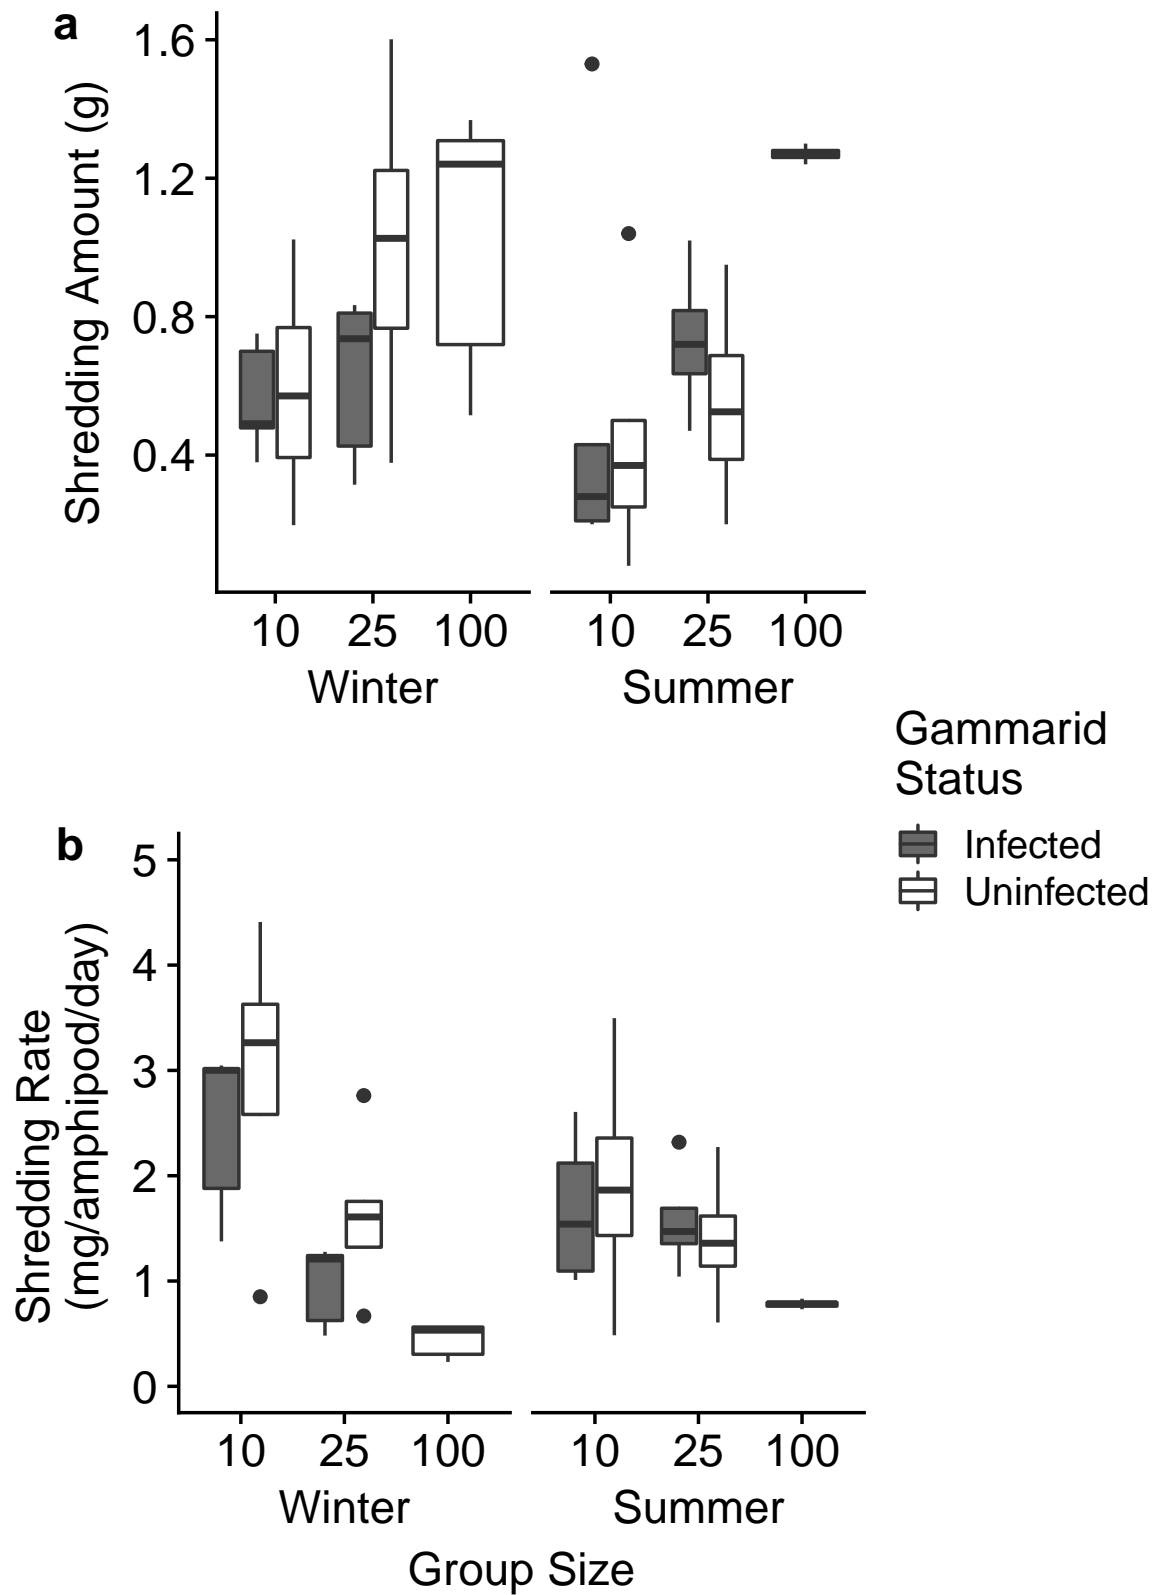 a
Shredding Amount (g)
1.6
1.2
0.8
0.4
10 25 100 10 25 100
Winter Summer
Gammarid
Status
Infected
Uninfected
b
Shredding Rate
(mg/amphipod/day)
5
4
3
2
1
0
10 25 100 10 25 100
Winter Summer
Group Size